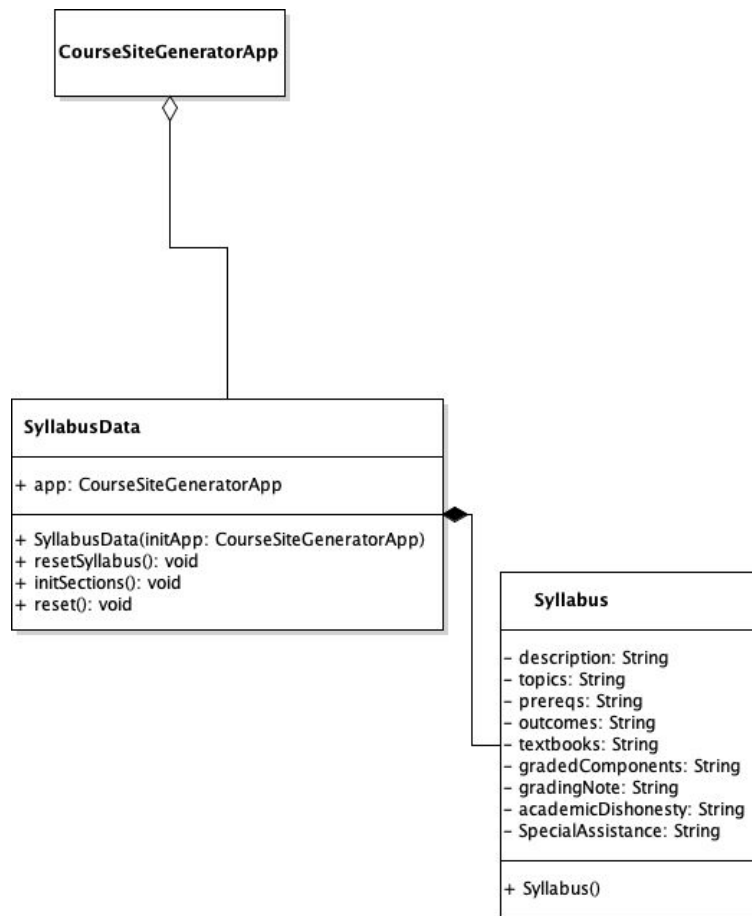 CourseSiteGeneratorApp
SyllabusData
+ app: CourseSiteGeneratorApp
+ SyllabusData(initApp: CourseSiteGeneratorApp)
+ resetSyllabus(): void
+ initSections(): void
+ reset(): void
Syllabus
- description: String
- topics: String
- prereqs: String
- outcomes: String
- textbooks: String
- gradedComponents: String
- gradingNote: String
- academicDishonesty: String
- SpecialAssistance: String
+ Syllabus()